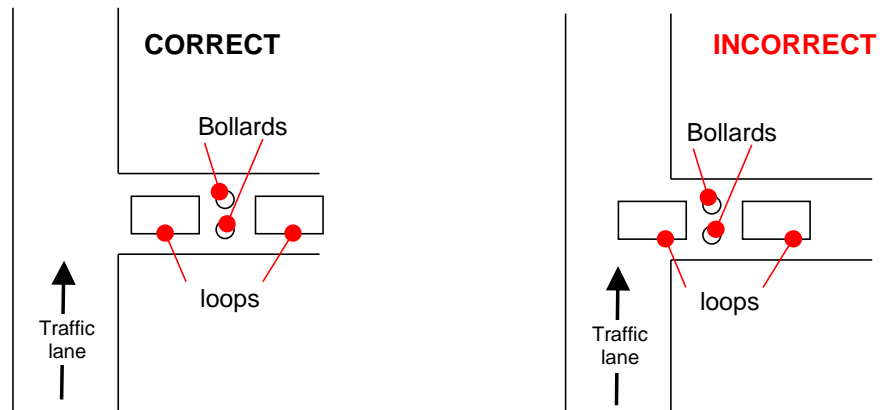 CORRECT
Bollards
loops
Traffic
lane
INCORRECT
Bollards
loops
Traffic
lane